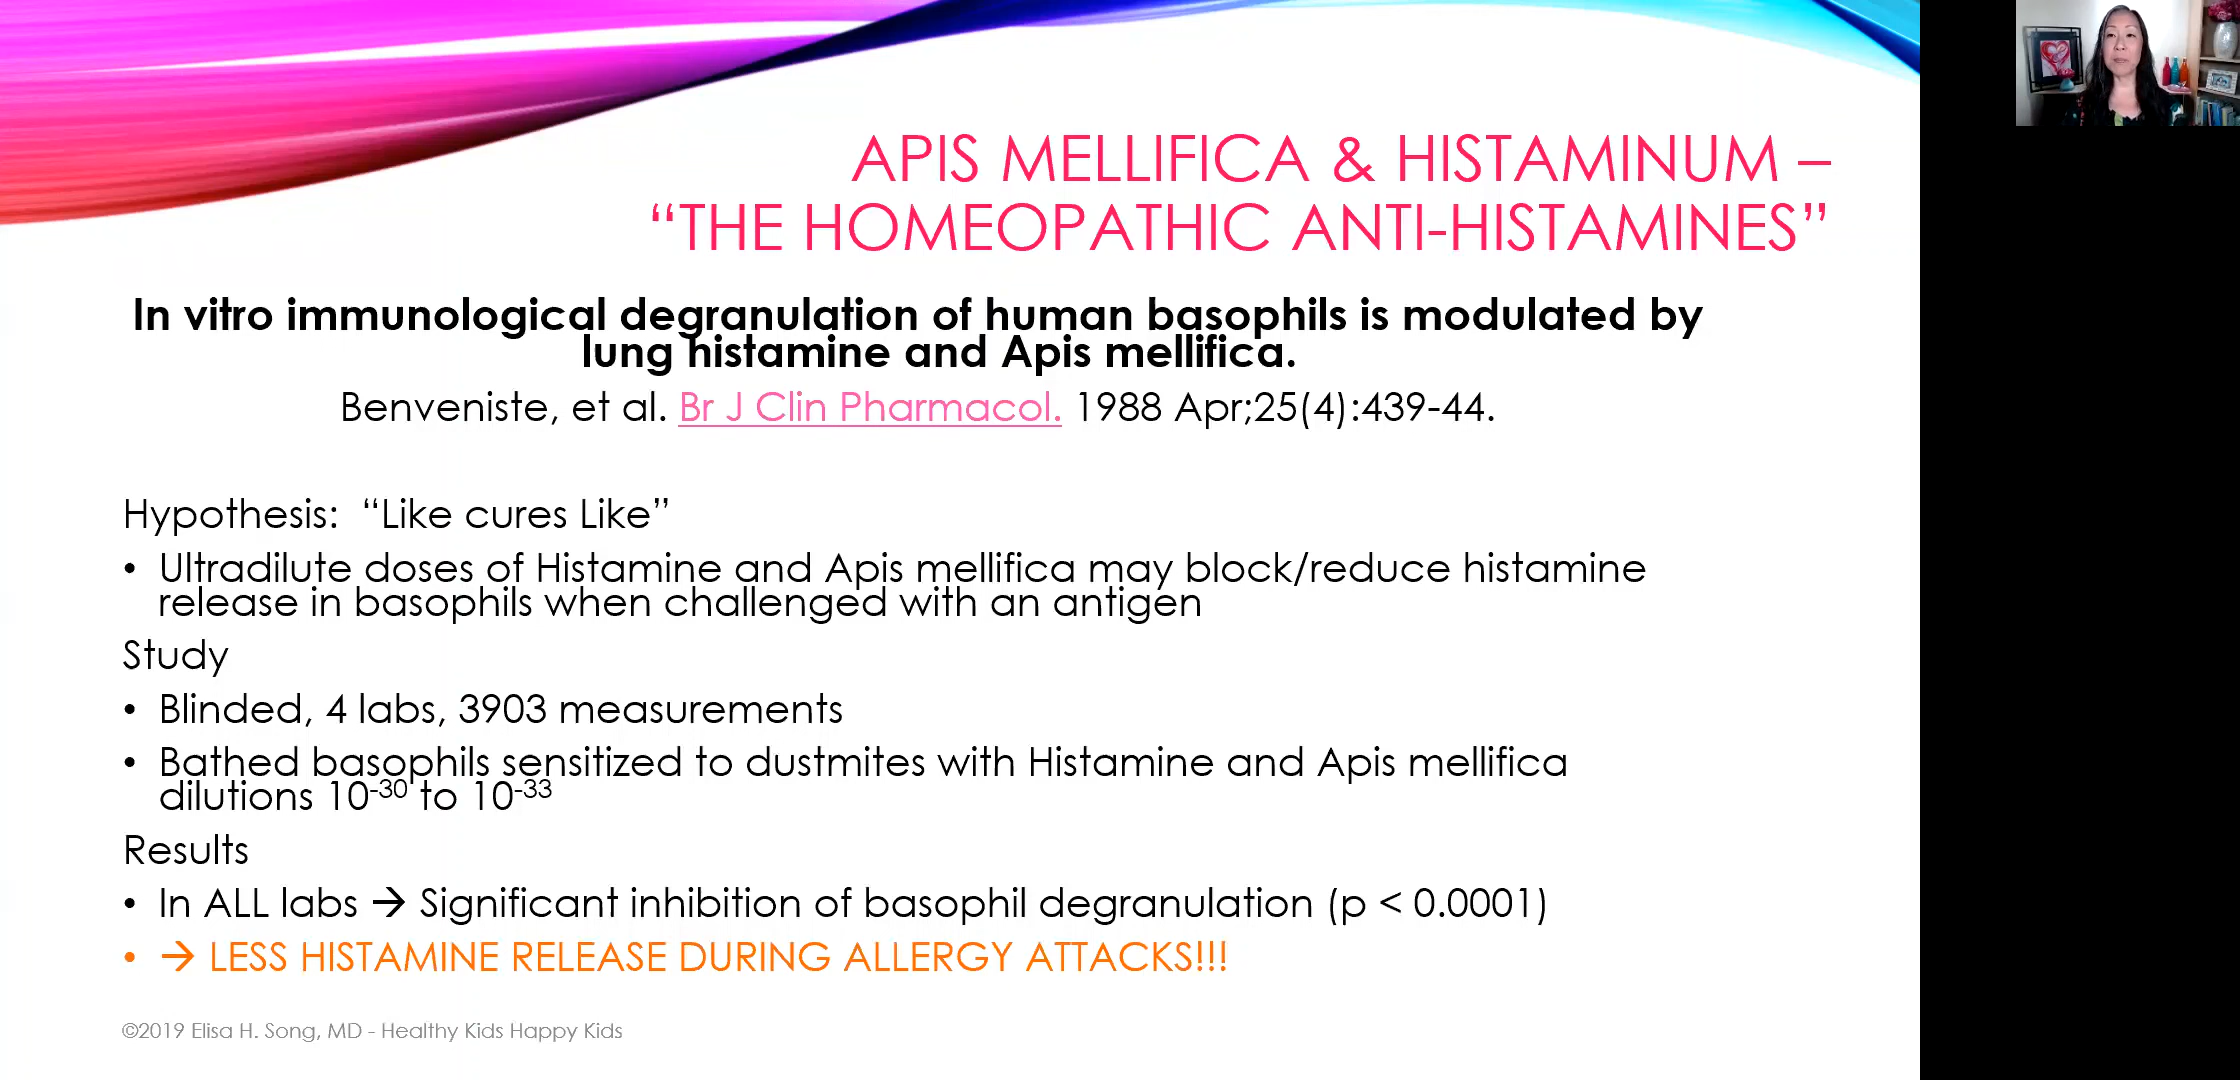 APIS MELLIFICA & HISTAMINUM –
“THE HOMEOPATHIC ANTI-HISTAMINES”
In vitro immunological degranulation of human basophils is modulated by
lung histamine and Apis mellifica.
Benveniste, et al. Br J Clin Pharmacol. 1988 Apr;25(4):439-44.
Hypothesis:  “Like cures Like”
• Ultradilute doses of Histamine and Apis mellifica may block/reduce histamine
release in basophils when challenged with an antigen
Study
• Blinded, 4 labs, 3903 measurements
• Bathed basophils sensitized to dustmites with Histamine and Apis mellifica
dilutions 10⁻³⁰ to 10⁻³³
Results
• In ALL labs → Significant inhibition of basophil degranulation (p < 0.0001)
• → LESS HISTAMINE RELEASE DURING ALLERGY ATTACKS!!!
©2019 Elisa H. Song, MD - Healthy Kids Happy Kids